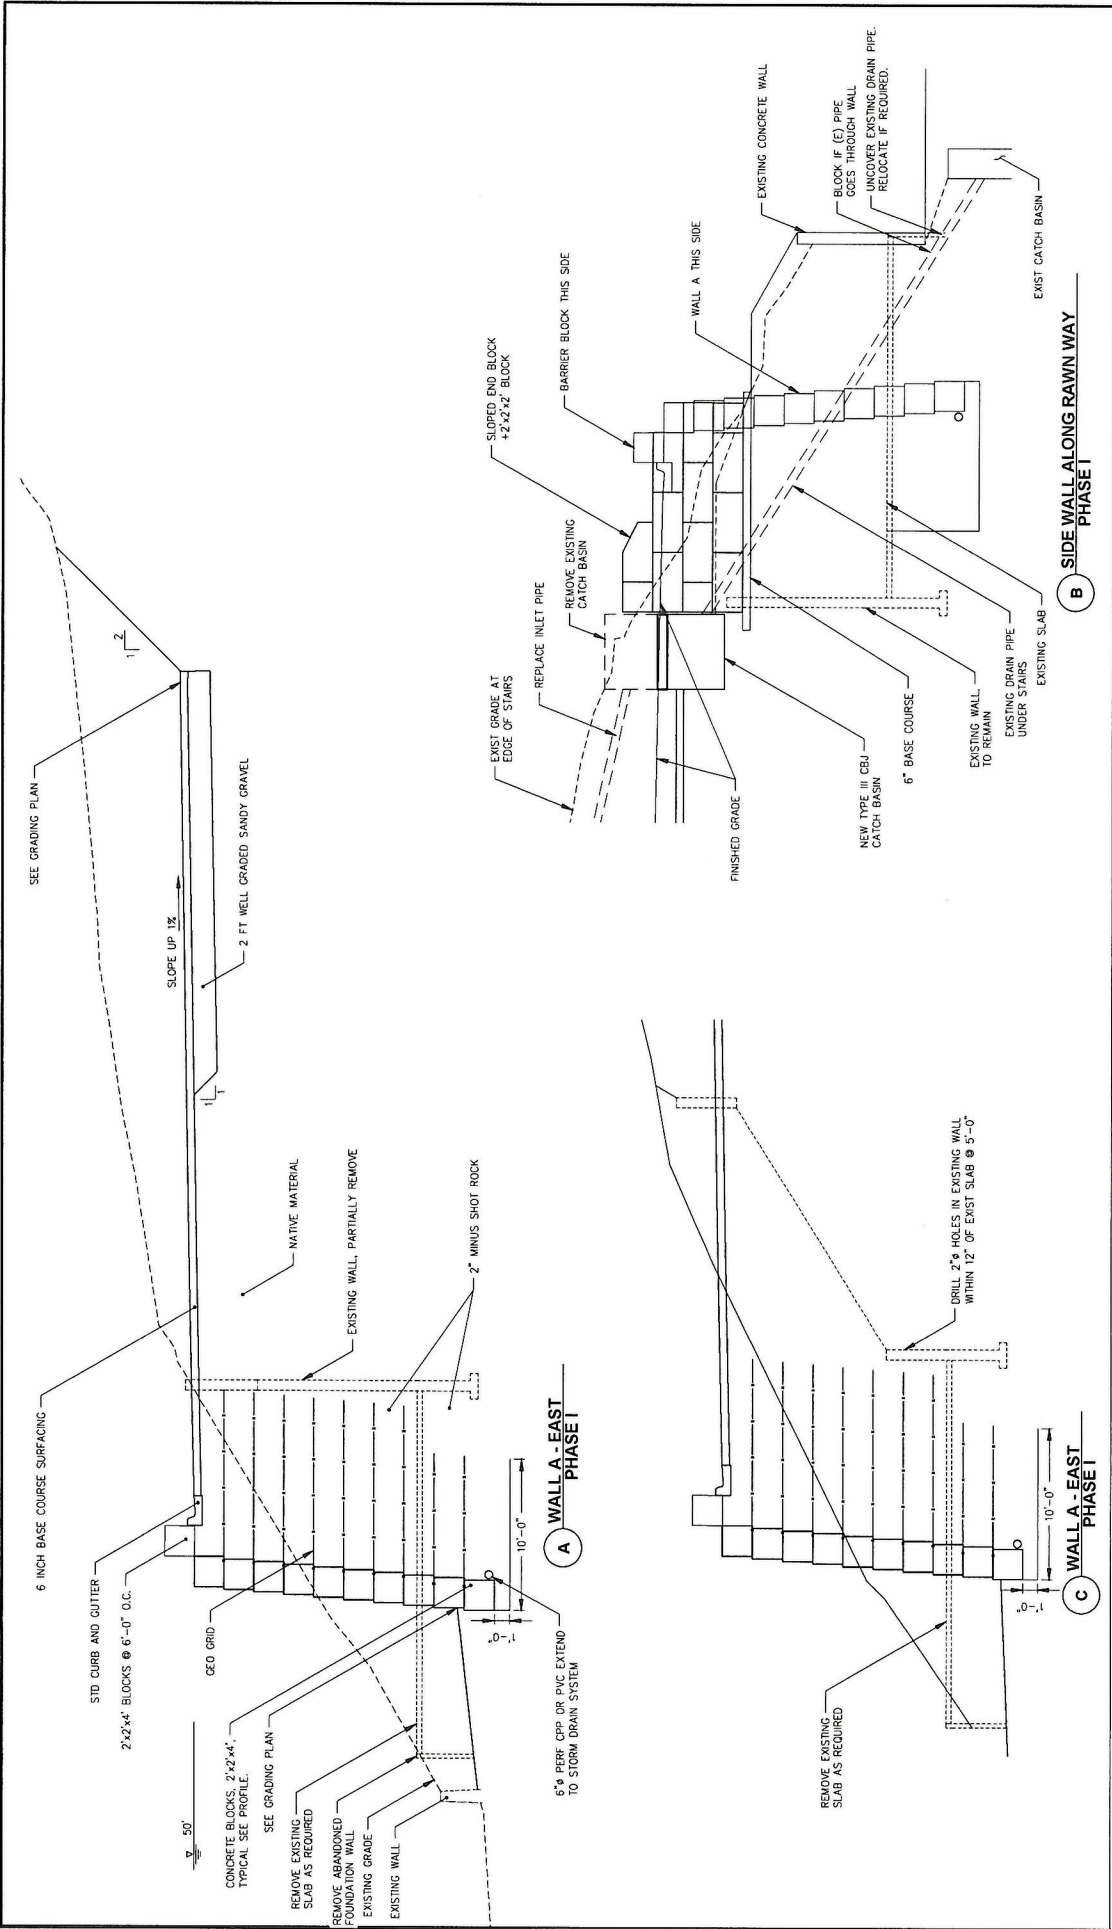 SEE GRADING PLAN
6 INCH BASE COURSE SURFACING
STD CURB AND GUTTER
2'x2'x4' BLOCKS @ 6'-0" O.C.
50'
SLOPE UP 1%
1
2
2 FT WELL GRADED SANDY GRAVEL
1
1
GEO GRID
NATIVE MATERIAL
EXISTING WALL, PARTIALLY REMOVE
2" MINUS SHOT ROCK
CONCRETE BLOCKS, 2'x2'x4',
TYPICAL SEE PROFILE.
SEE GRADING PLAN
REMOVE EXISTING
SLAB AS REQUIRED
REMOVE ABANDONED
FOUNDATION WALL
EXISTING GRADE
EXISTING WALL
1'-0"
10'-0"
6"ø PERF CPP OR PVC EXTEND
TO STORM DRAIN SYSTEM
A
WALL A - EAST
PHASE I
REMOVE EXISTING
SLAB AS REQUIRED
1'-0"
10'-0"
DRILL 2"ø HOLES IN EXISTING WALL
WITHIN 12" OF EXIST SLAB @ 5'-0"
C
WALL A - EAST
PHASE I
EXIST GRADE AT
EDGE OF STAIRS
REPLACE INLET PIPE
REMOVE EXISTING
CATCH BASIN
SLOPED END BLOCK
+2'x2'x2' BLOCK
BARRIER BLOCK THIS SIDE
WALL A THIS SIDE
EXISTING CONCRETE WALL
BLOCK IF (E) PIPE
GOES THROUGH WALL
UNCOVER EXISTING DRAIN PIPE.
RELOCATE IF REQUIRED.
FINISHED GRADE
NEW TYPE III CBJ
CATCH BASIN
6" BASE COURSE
EXISTING WALL,
TO REMAIN
EXISTING DRAIN PIPE
UNDER STAIRS
EXISTING SLAB
EXIST CATCH BASIN
B
SIDE WALL ALONG RAWN WAY
PHASE I